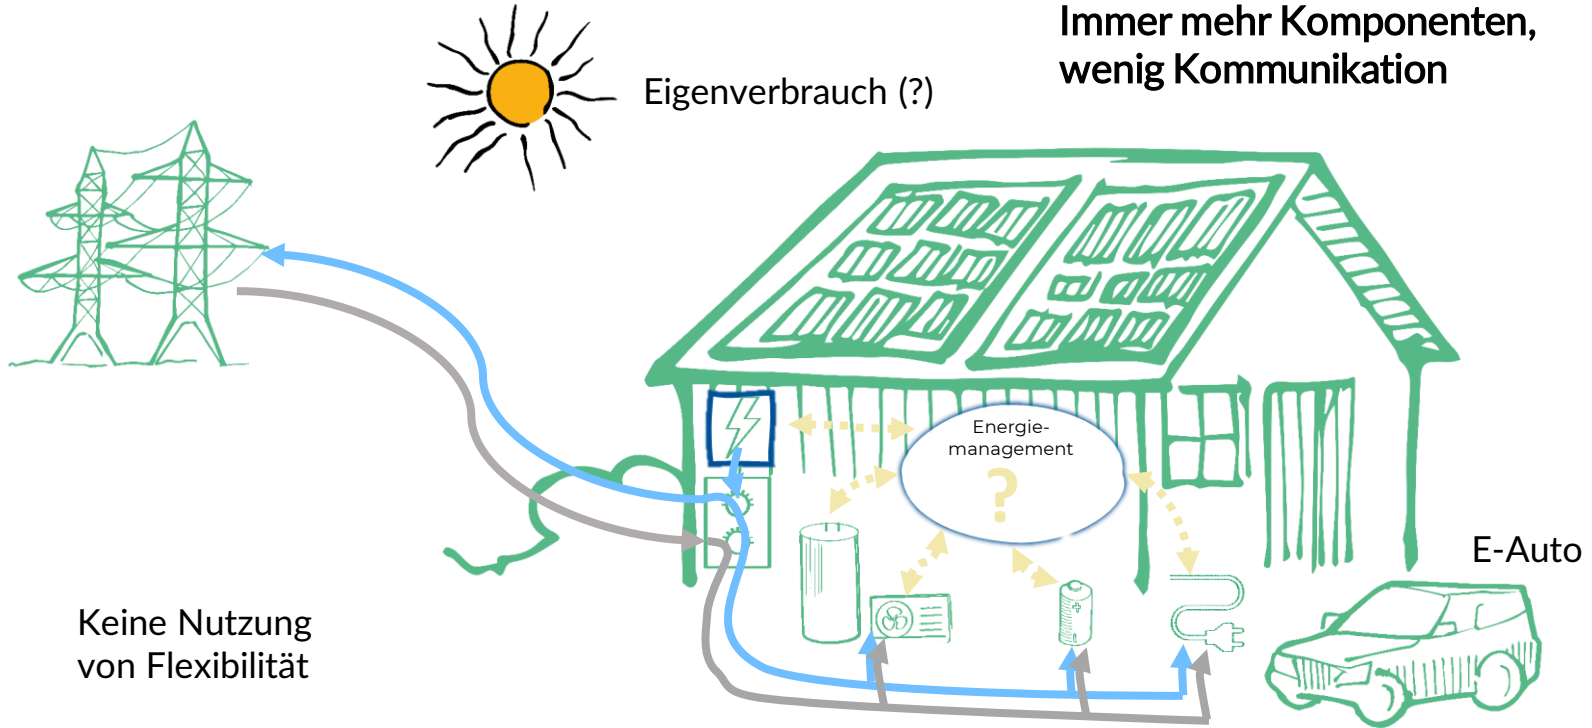 Immer mehr Komponenten,
wenig Kommunikation
Eigenverbrauch (?)
Energie-
management
?
E-Auto
Keine Nutzung
von Flexibilität